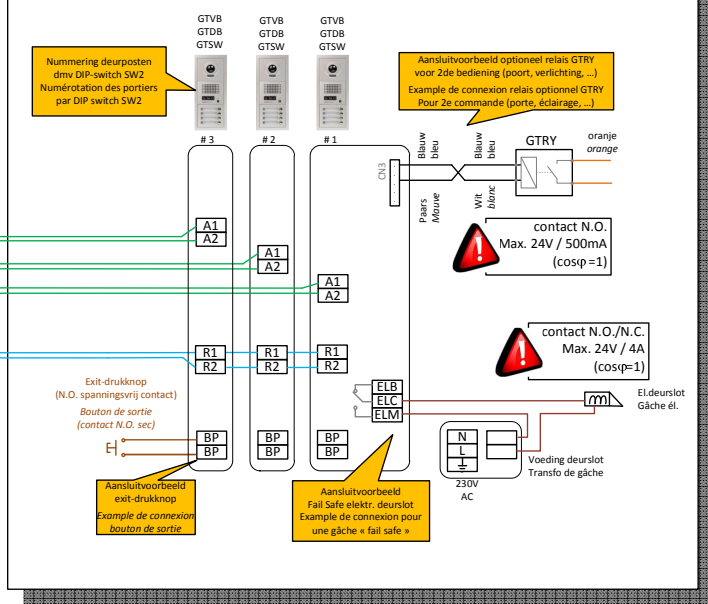 GTVB
GTDB
GTSW
GTVB
GTDB
GTSW
GTVB
GTDB
GTSW
Nummering deurposten
dmv DIP-switch SW2
Numérotation des portiers
par DIP switch SW2
Aansluitvoorbeeld optioneel relais GTRY
voor 2de bediening (poort, verlichting, ...)
Example de connexion relais optionnel GTRY
Pour 2e commande (porte, éclairage, ...)
# 3
# 2
# 1
CN3
Blauw
bleu
Blauw
bleu
Paars
Mauve
Wit
blanc
GTRY
oranje
orange
contact N.O.
Max. 24V / 500mA
(cosφ=1)
A1
A2
A1
A2
A1
A2
R1
R2
R1
R2
R1
R2
contact N.O./N.C.
Max. 24V / 4A
(cosφ=1)
Exit-drukknop
(N.O. spanningsvrij contact)
Bouton de sortie
(contact N.O. sec)
ELB
ELC
ELM
El.deurslot
Gâche él.
BP
BP
BP
BP
BP
BP
N
L
230V
AC
Voeding deurslot
Transfo de gâche
Aansluitvoorbeeld
exit-drukknop
Example de connexion
bouton de sortie
Aansluitvoorbeeld
Fail Safe elektr. deurslot
Example de connexion pour
une gâche « fail safe »